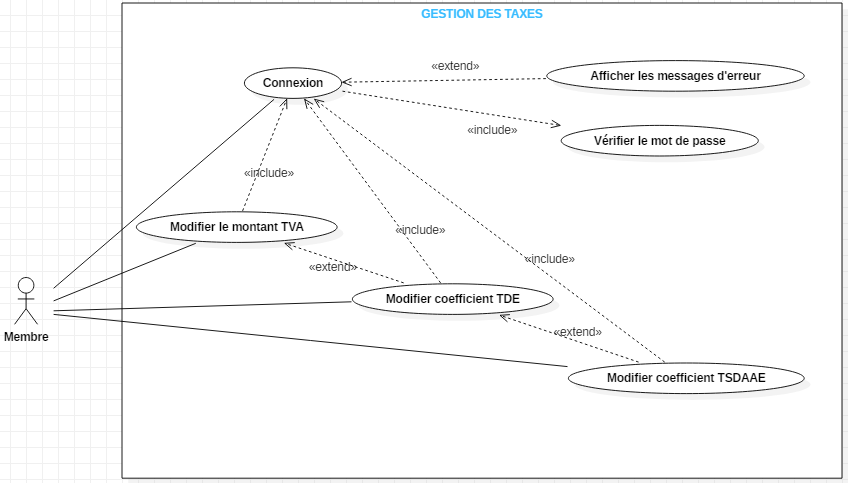 GESTION DES TAXES
«extend»
Connexion
Afficher les messages d'erreur
«include»
Vérifier le mot de passe
«include»
Modifier le montant TVA
«include»
«include»
«extend»
Modifier coefficient TDE
Membre
«extend»
Modifier coefficient TSDAAE